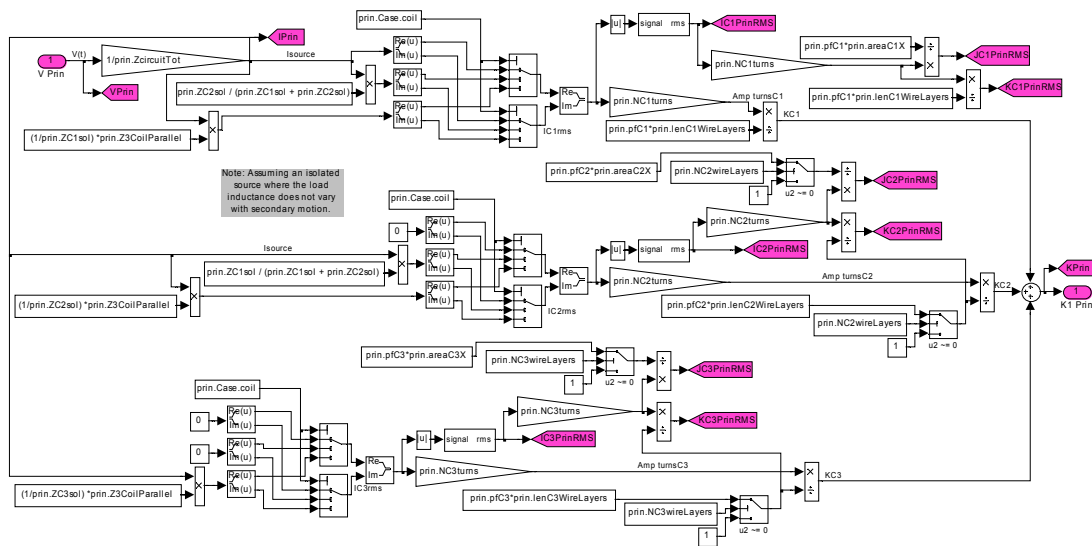 prin.Case.coil
|u|
signal rms
IC1PrinRMS
1
V Prin
V(t)
1/prin.ZcircuitTot
IPrin
VPrin
Isource
Re(u)
Im(u)
prin.pfC1*prin.areaC1X
÷
×
JC1PrinRMS
prin.NC1turns
prin.ZC2sol / (prin.ZC1sol + prin.ZC2sol)
×
Re(u)
Im(u)
Re
Im
prin.NC1turns
Amp turnsC1
×
÷
KC1
prin.pfC1*prin.lenC1WireLayers
×
÷
KC1PrinRMS
(1/prin.ZC1sol) *prin.Z3CoilParallel
×
Re(u)
Im(u)
IC1rms
prin.pfC1*prin.lenC1WireLayers
Note: Assuming an isolated
source where the load
inductance does not vary
with secondary motion.
prin.pfC2*prin.areaC2X
prin.NC2wireLayers
1
u2 ~= 0
÷
×
JC2PrinRMS
prin.Case.coil
0
Re(u)
Im(u)
prin.NC2turns
×
÷
KC2PrinRMS
|u|
signal rms
IC2PrinRMS
Isource
prin.ZC1sol / (prin.ZC1sol + prin.ZC2sol)
×
Re(u)
Im(u)
Re
Im
prin.NC2turns
Amp turnsC2
×
÷
KC2
KPrin
1
K1 Prin
(1/prin.ZC2sol) *prin.Z3CoilParallel
×
Re(u)
Im(u)
IC2rms
prin.pfC2*prin.lenC2WireLayers
prin.NC2wireLayers
1
u2 ~= 0
prin.pfC3*prin.areaC3X
prin.NC3wireLayers
1
u2 ~= 0
÷
×
JC3PrinRMS
prin.Case.coil
0
Re(u)
Im(u)
prin.NC3turns
×
÷
KC3PrinRMS
|u|
signal rms
IC3PrinRMS
0
Re(u)
Im(u)
Re
Im
IC3rms
prin.NC3turns
Amp turnsC3
×
÷
KC3
×
Re(u)
Im(u)
(1/prin.ZC3sol) *prin.Z3CoilParallel
prin.pfC3*prin.lenC3WireLayers
prin.NC3wireLayers
1
u2 ~= 0